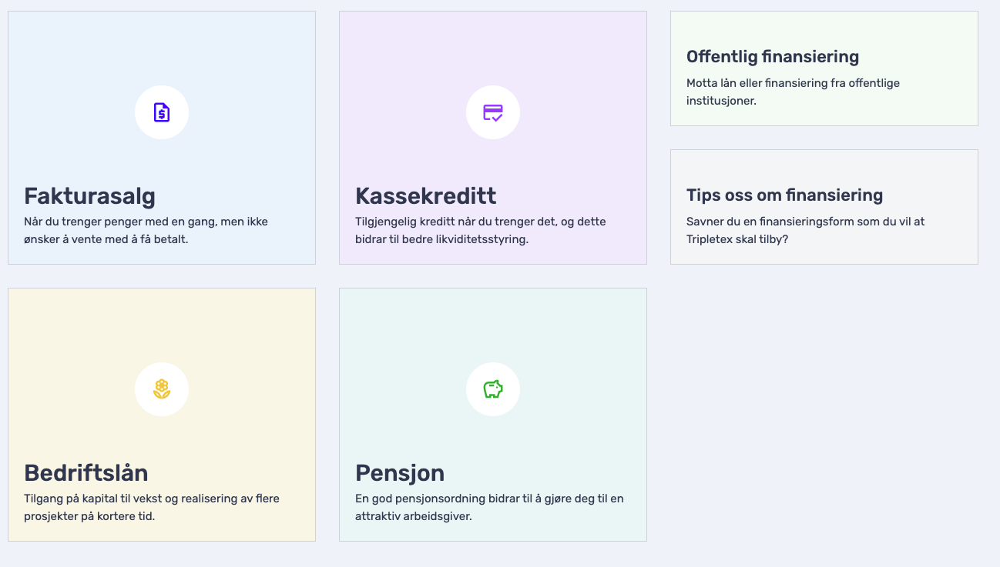 Fakturasalg
Når du trenger penger med en gang, men ikke
ønsker å vente med å få betalt.
Kassekreditt
Tilgjengelig kreditt når du trenger det, og dette
bidrar til bedre likviditetsstyring.
Offentlig finansiering
Motta lån eller finansiering fra offentlige
institusjoner.
Tips oss om finansiering
Savner du en finansieringsform som du vil at
Tripletex skal tilby?
Bedriftslån
Tilgang på kapital til vekst og realisering av flere
prosjekter på kortere tid.
Pensjon
En god pensjonsordning bidrar til å gjøre deg til en
attraktiv arbeidsgiver.